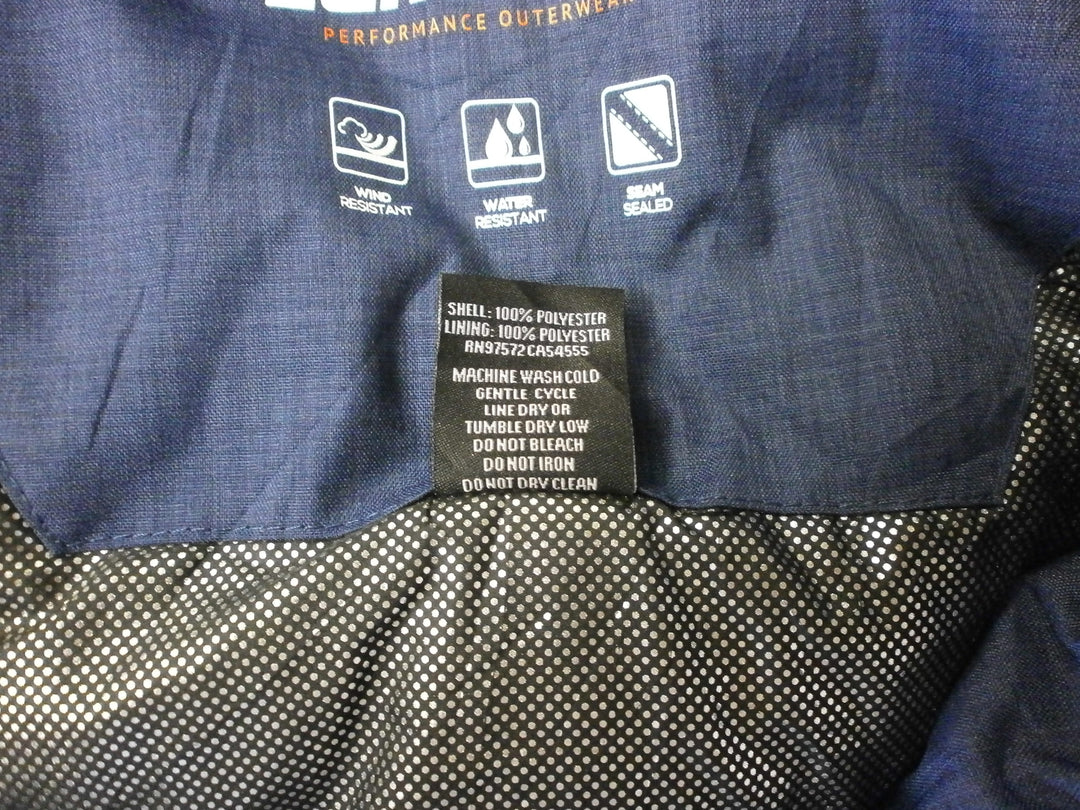 PERFORMANCE OUTERWEAR
WIND
RESISTANT
WATER
RESISTANT
SEAM
SEALED
SHELL: 100% POLYESTER
LINING: 100% POLYESTER
RN97572 CA54555
MACHINE WASH COLD
GENTLE CYCLE
LINE DRY OR
TUMBLE DRY LOW
DO NOT BLEACH
DO NOT IRON
DO NOT DRY CLEAN